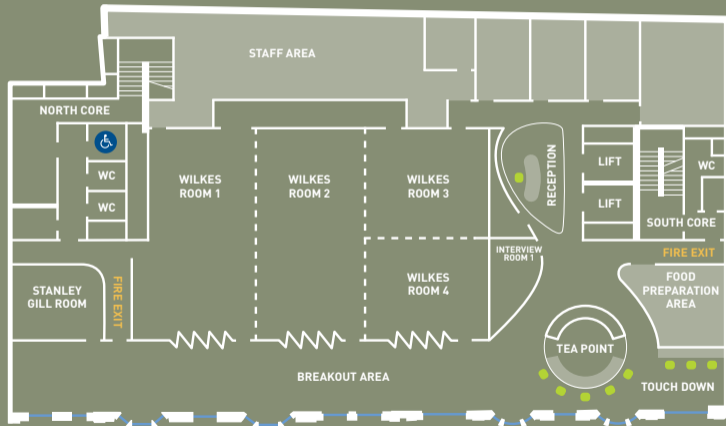 STAFF AREA
NORTH CORE
WC
WC
WILKES
ROOM 1
WILKES
ROOM 2
WILKES
ROOM 3
WILKES
ROOM 4
RECEPTION
INTERVIEW
ROOM 1
LIFT
LIFT
WC
SOUTH CORE
FIRE EXIT
FOOD
PREPARATION
AREA
STANLEY
GILL ROOM
FIRE EXIT
TEA POINT
BREAKOUT AREA
TOUCH DOWN